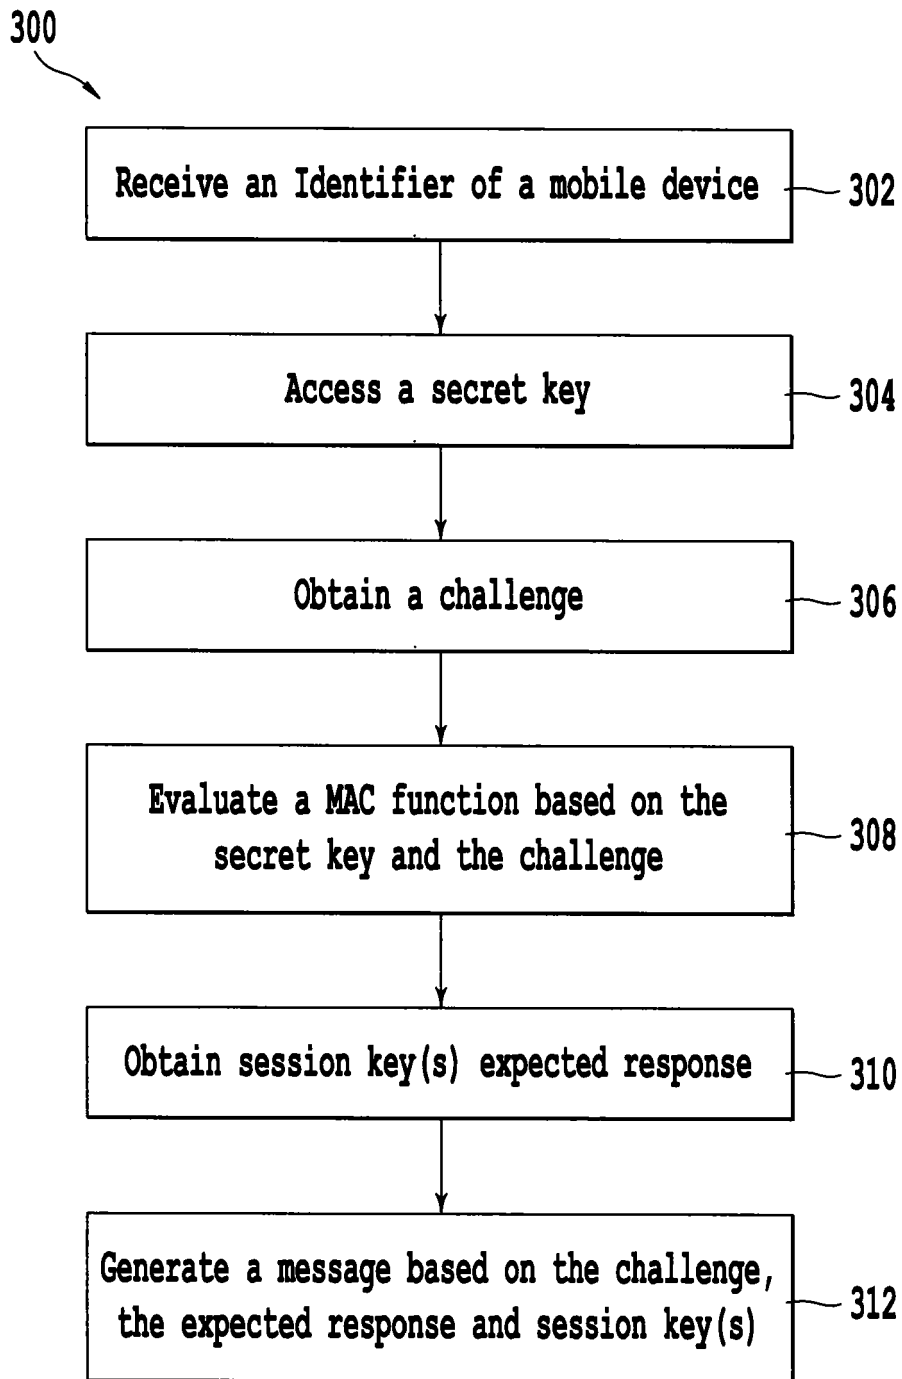 300
Receive an Identifier of a mobile device
302
Access a secret key
304
Obtain a challenge
306
Evaluate a MAC function based on the
secret key and the challenge
308
Obtain session key(s) expected response
310
Generate a message based on the challenge,
the expected response and session key(s)
312